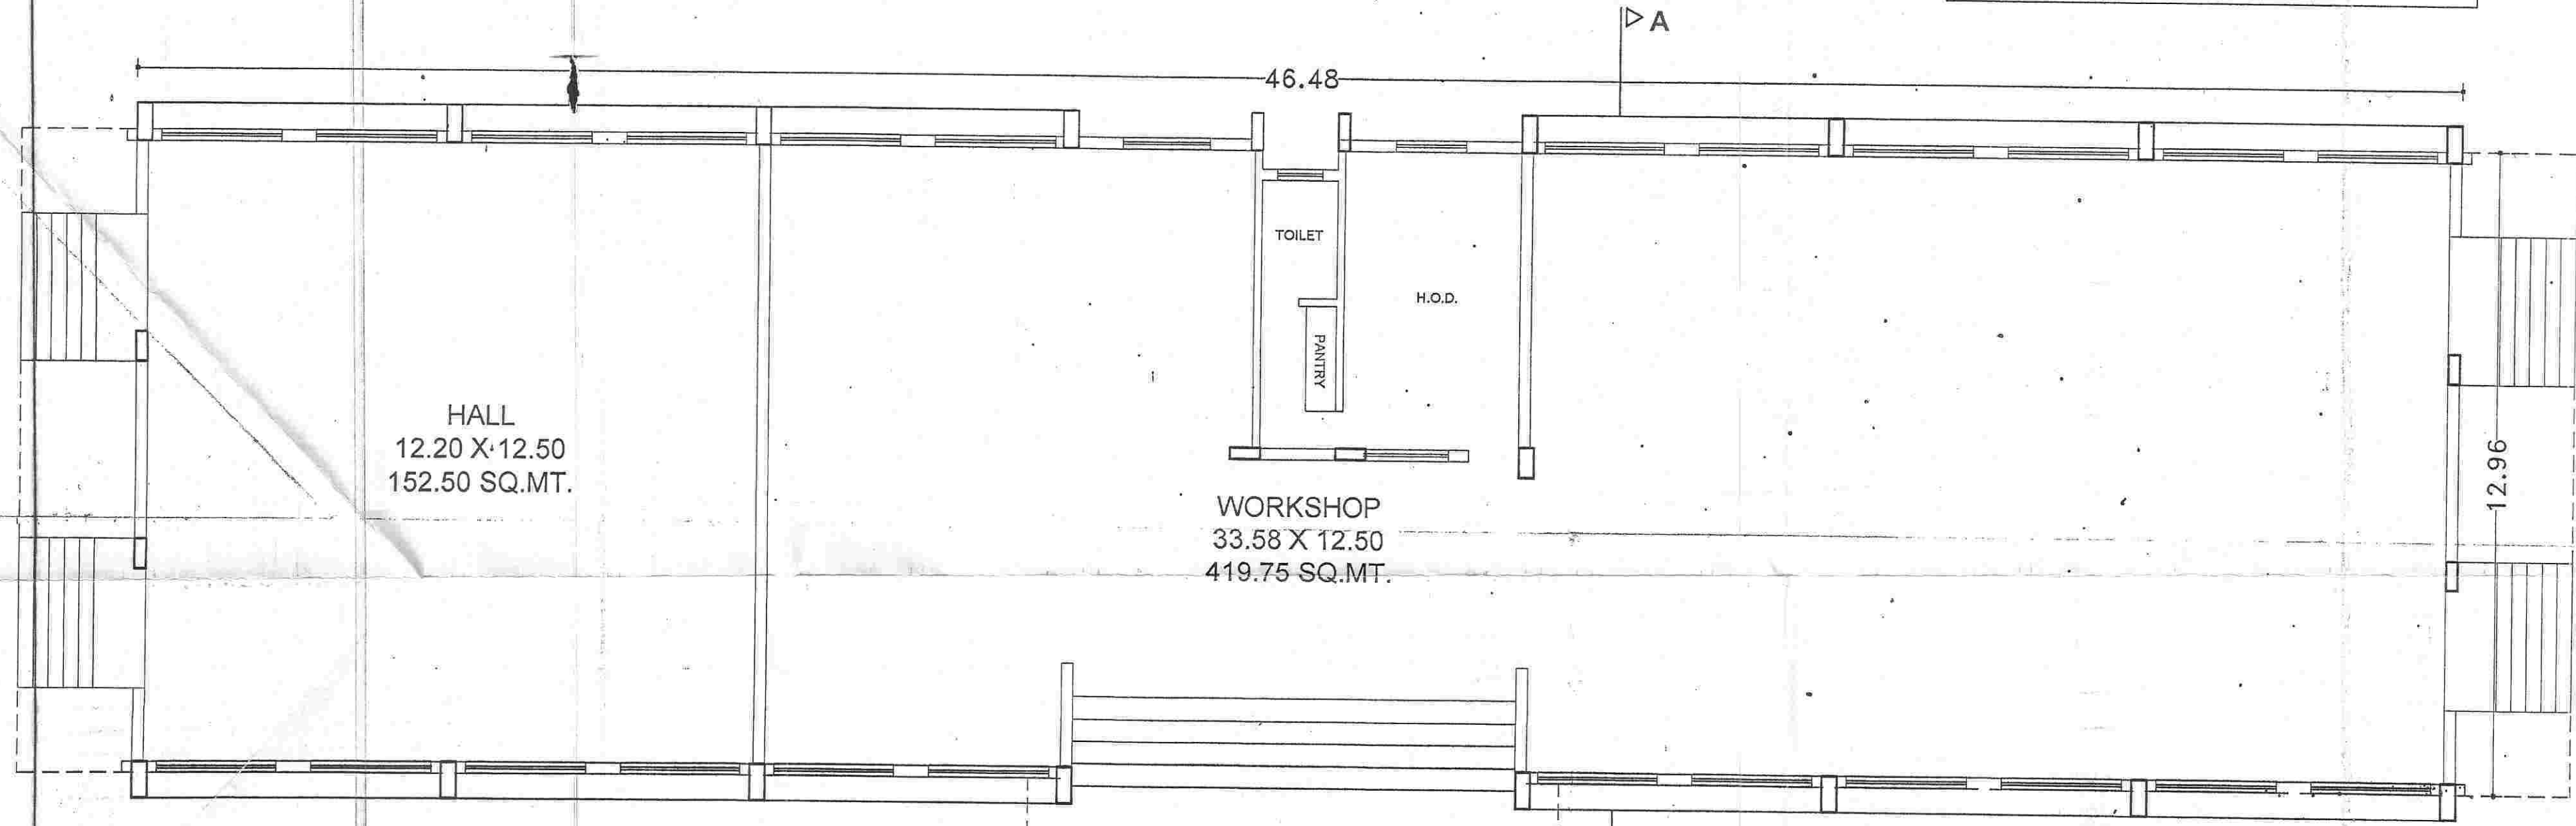 A
46.48
TOILET
H.O.D.
PANTRY
HALL
12.20 X 12.50
152.50 SQ.MT.
12.96
WORKSHOP
33.58 X 12.50
419.75 SQ.MT.